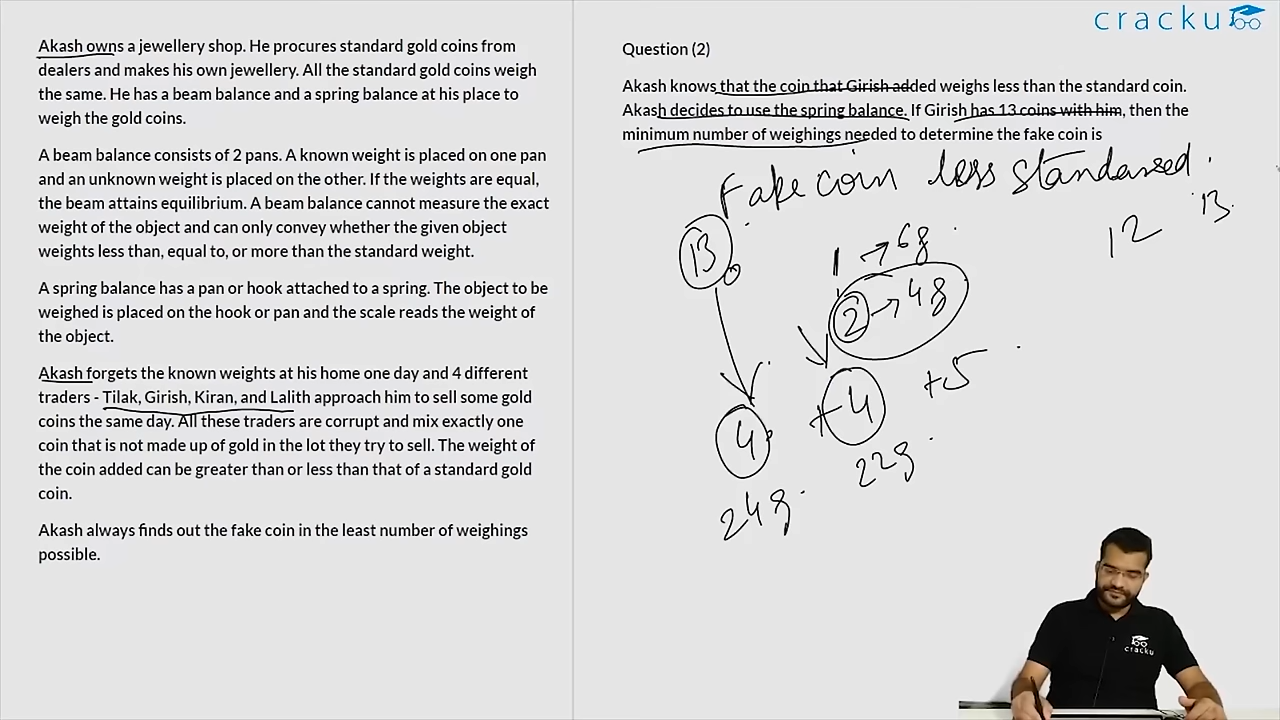 cracku
Akash owns a jewellery shop. He procures standard gold coins from
dealers and makes his own jewellery. All the standard gold coins weigh
the same. He has a beam balance and a spring balance at his place to
weigh the gold coins.
A beam balance consists of 2 pans. A known weight is placed on one pan
and an unknown weight is placed on the other. If the weights are equal,
the beam attains equilibrium. A beam balance cannot measure the exact
weight of the object and can only convey whether the given object
weights less than, equal to, or more than the standard weight.
A spring balance has a pan or hook attached to a spring. The object to be
weighed is placed on the hook or pan and the scale reads the weight of
the object.
Akash forgets the known weights at his home one day and 4 different
traders - Tilak, Girish, Kiran, and Lalith approach him to sell some gold
coins the same day. All these traders are corrupt and mix exactly one
coin that is not made up of gold in the lot they try to sell. The weight of
the coin added can be greater than or less than that of a standard gold
coin.
Akash always finds out the fake coin in the least number of weighings
possible.
Question (2)
Akash knows that the coin that Girish added weighs less than the standard coin.
Akash decides to use the spring balance. If Girish has 13 coins with him, then the
minimum number of weighings needed to determine the fake coin is
Fake coin less standared.
12 13
13
1 → 6g
2 → 4g
4 + 4 + 5
24g 22g
cracku